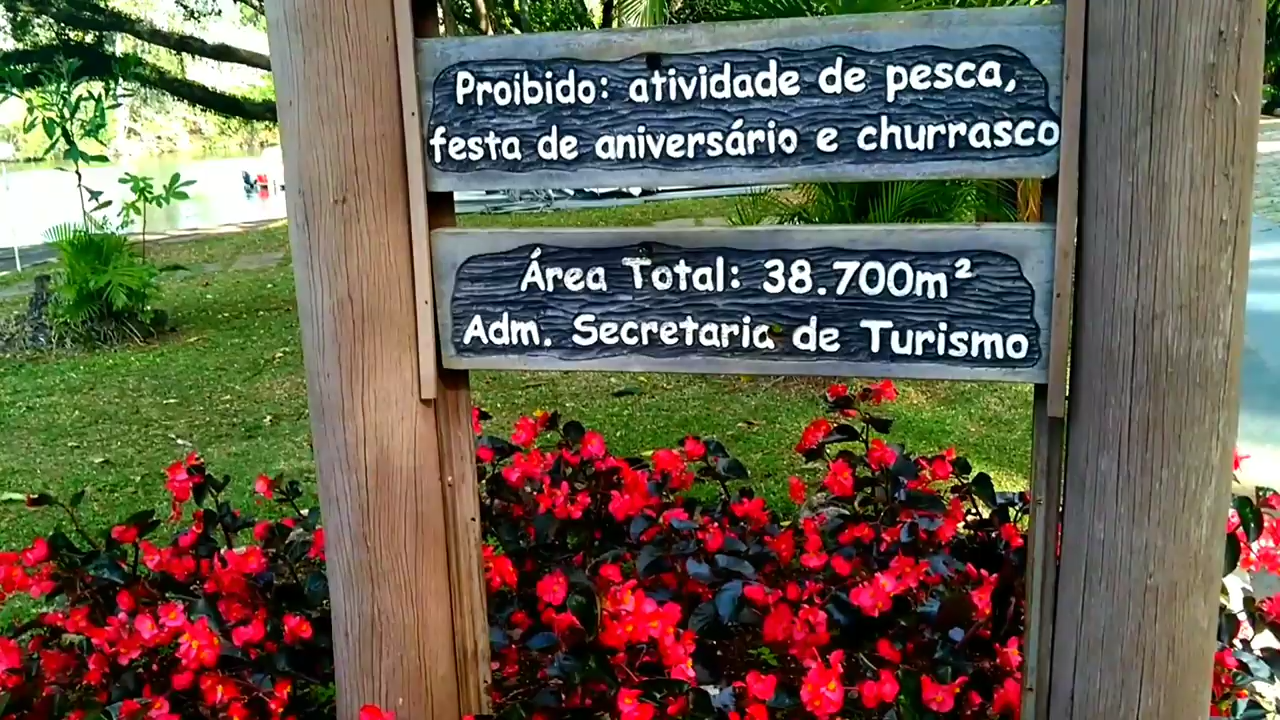 Proibido: atividade de pesca,
festa de aniversário e churrasco
Área Total: 38.700m²
Adm. Secretaria de Turismo